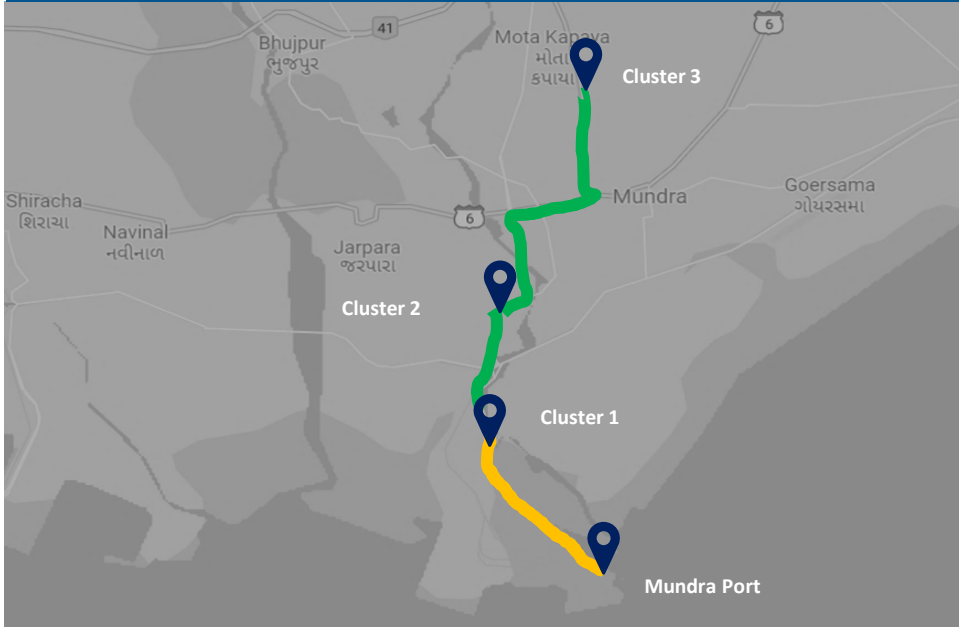 41
6
Bhujpur
ભુજપુર
Mota Kapaya
મોતા
કપાયા
Cluster 3
Shiracha
શિરાચા
Navinal
નવીનાળ
6
Mundra
Goersama
ગોયરસમા
Jarpara
જરપારા
Cluster 2
Cluster 1
Mundra Port